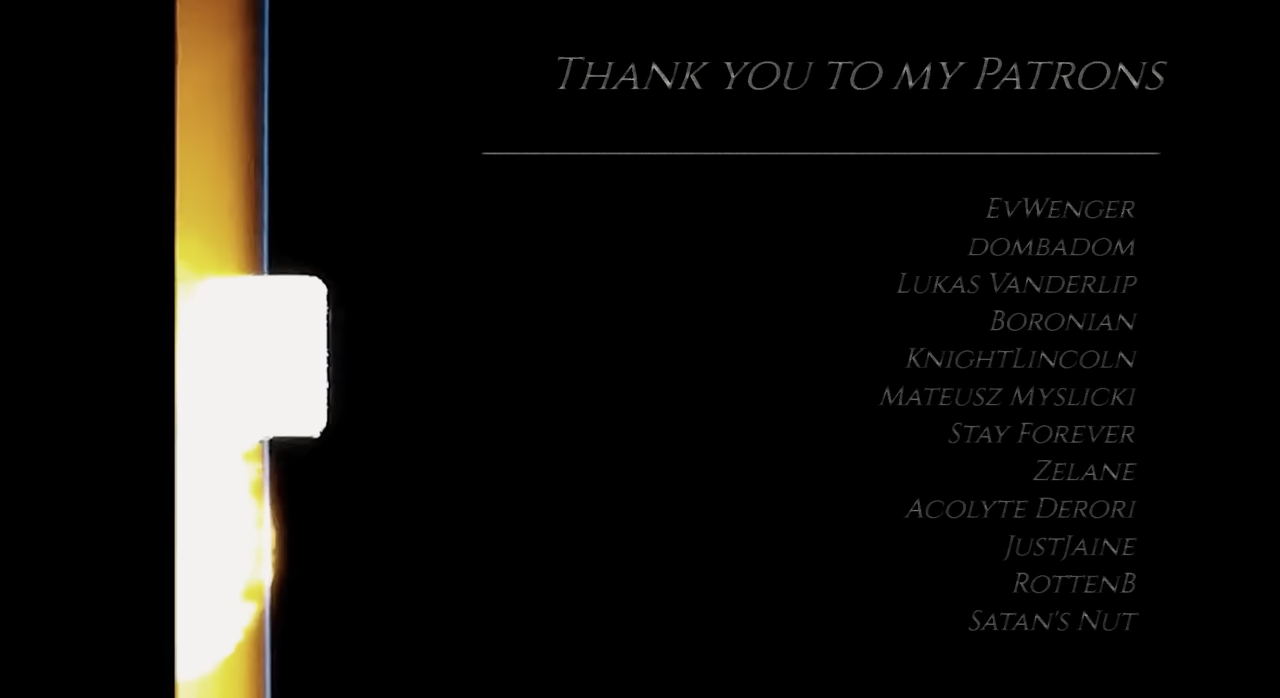 Thank you to my Patrons
EvWenger
dombadom
Lukas Vanderlip
Boronian
KnightLincoln
Mateusz Myslicki
Stay Forever
Zelane
Acolyte Derori
JustJaine
RottenB
Satan's Nut